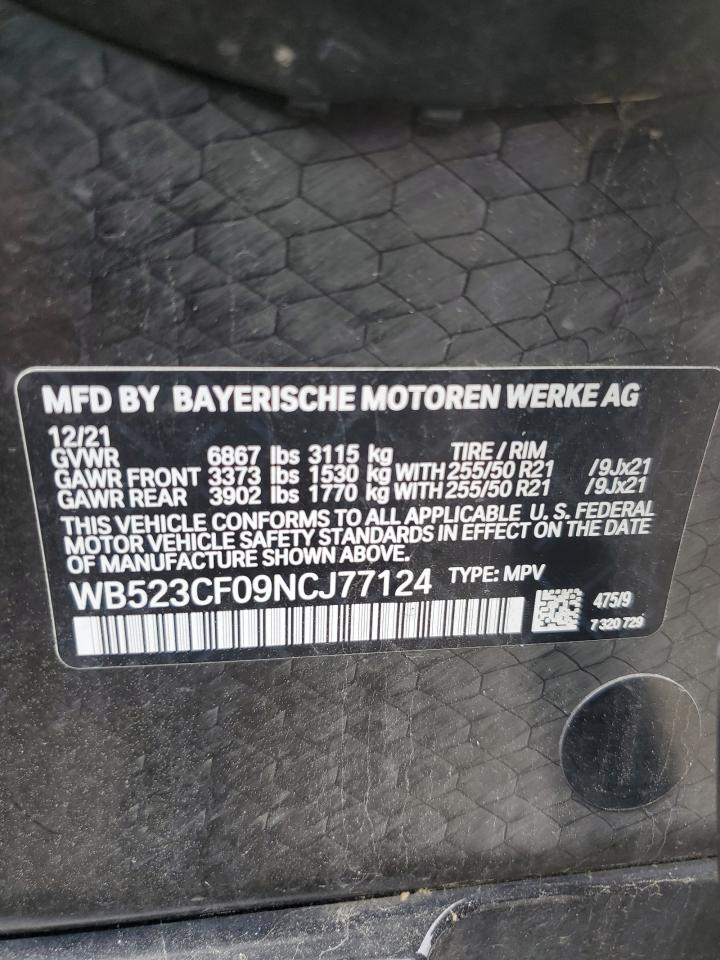 MFD BY BAYERISCHE MOTOREN WERKE AG
12/21 TIRE / RIM
GVWR 6867 lbs 3115 kg
GAWR FRONT 3373 lbs 1530 kg WITH 255/50 R21 /9Jx21
GAWR REAR 3902 lbs 1770 kg WITH 255/50 R21 /9Jx21
THIS VEHICLE CONFORMS TO ALL APPLICABLE U. S. FEDERAL
MOTOR VEHICLE SAFETY STANDARDS IN EFFECT ON THE DATE
OF MANUFACTURE SHOWN ABOVE.
WB523CF09NCJ77124 TYPE: MPV
475/9
7 320 729